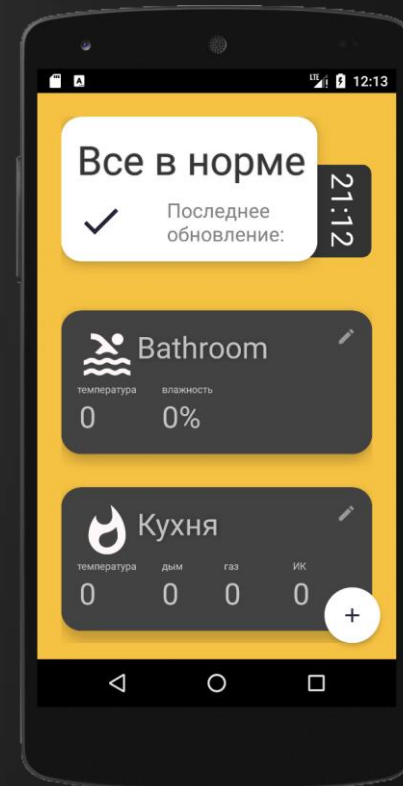 LTE 12:13
Все в норме
Последнее
обновление:
21:12
Bathroom
температура влажность
0 0%
Кухня
температура дым газ ИК
0 0 0 0
+